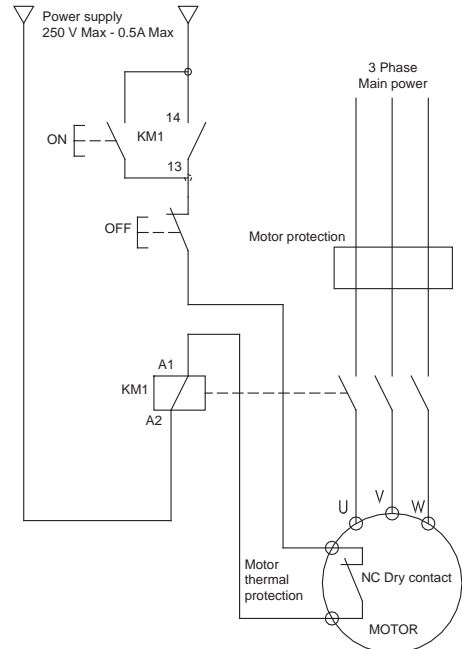 Power supply
250 V Max - 0.5A Max
3 Phase
Main power
14
ON
KM1
13
OFF
Motor protection
A1
KM1
A2
U
V
W
Motor
thermal
protection
NC Dry contact
MOTOR